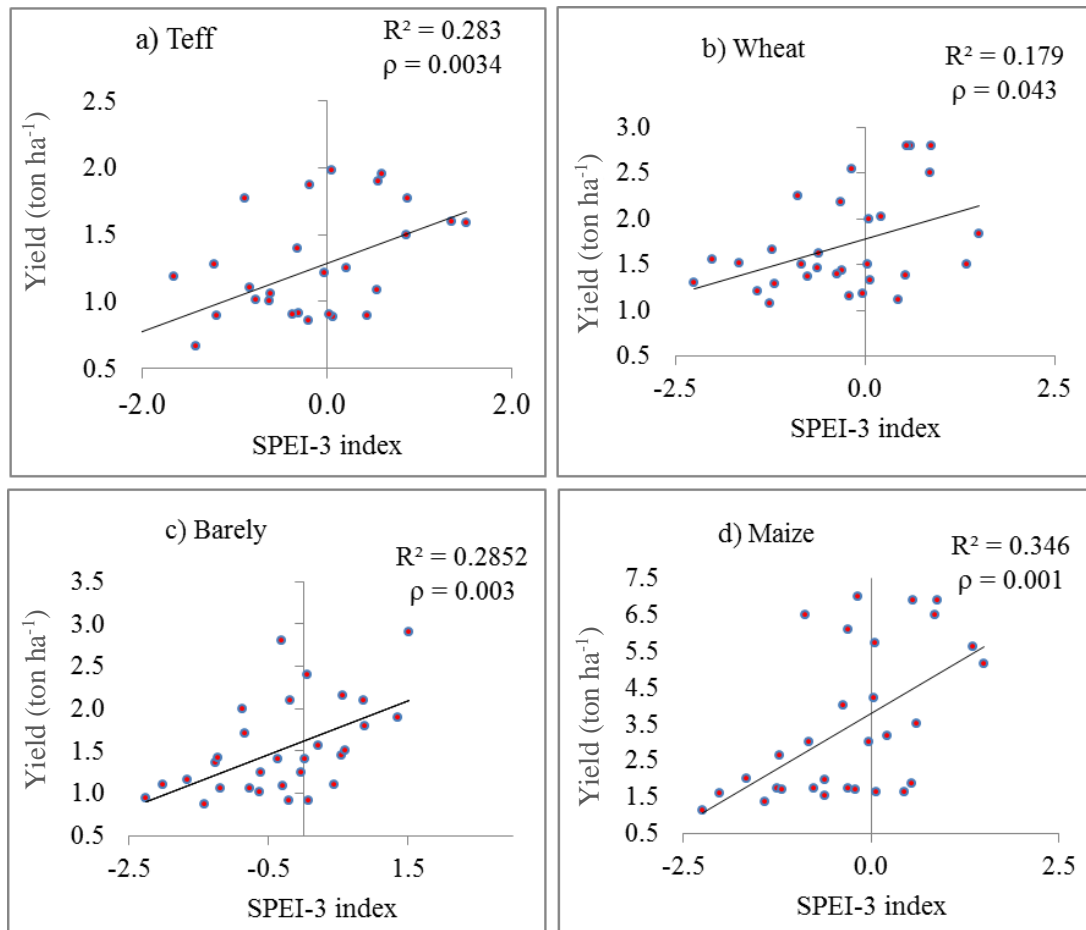 a) Teff
R² = 0.283
ρ = 0.0034
Yield (ton ha⁻¹)
2.5
2.0
1.5
1.0
0.5
-2.0 0.0 2.0
SPEI-3 index
b) Wheat
R² = 0.179
ρ = 0.043
Yield (ton ha⁻¹)
3.0
2.5
2.0
1.5
1.0
0.5
-2.5 0.0 2.5
SPEI-3 index
c) Barely
R² = 0.2852
ρ = 0.003
Yield (ton ha⁻¹)
3.5
3.0
2.5
2.0
1.5
1.0
0.5
-2.5 -0.5 1.5
SPEI-3 index
d) Maize
R² = 0.346
ρ = 0.001
Yield (ton ha⁻¹)
7.5
6.5
5.5
4.5
3.5
2.5
1.5
0.5
-2.5 0.0 2.5
SPEI-3 index